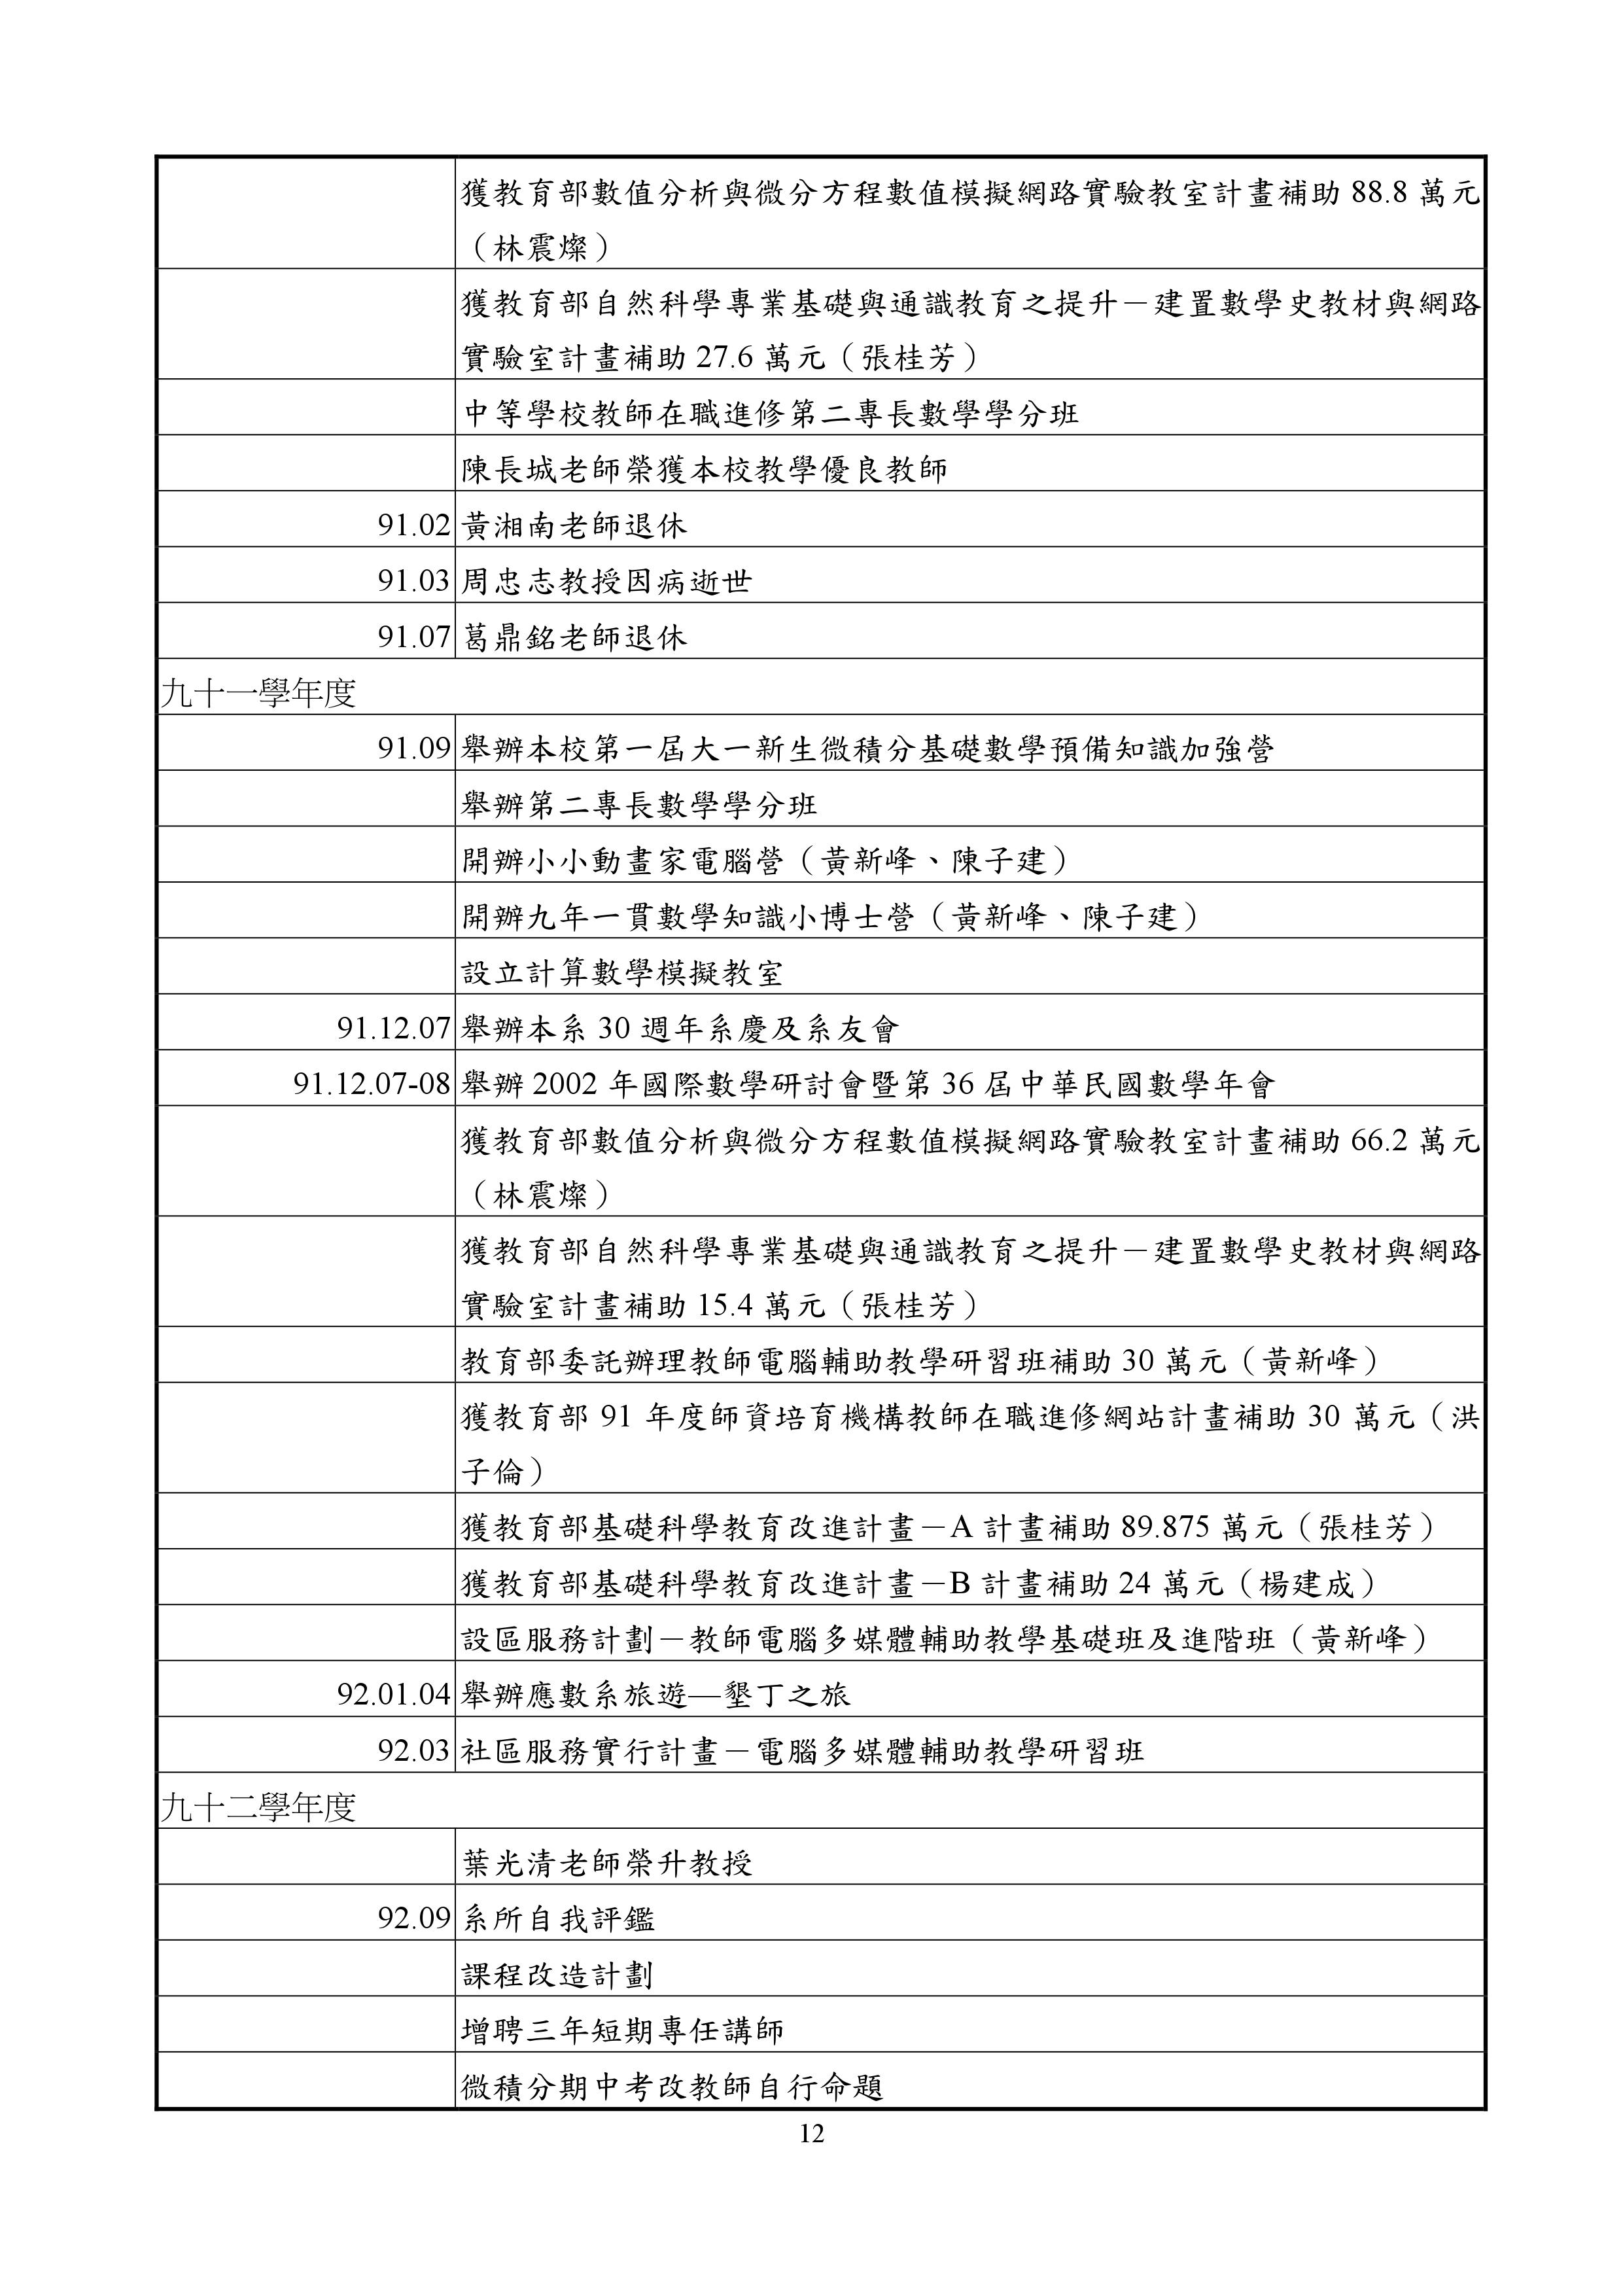 獲教育部數值分析與微分方程數值模擬網路實驗教室計畫補助 88.8 萬元
（林震燦）
獲教育部自然科學專業基礎與通識教育之提升－建置數學史教材與網路
實驗室計畫補助 27.6 萬元（張桂芳）
中等學校教師在職進修第二專長數學學分班
陳長城老師榮獲本校教學優良教師
91.02 黃湘南老師退休
91.03 周忠志教授因病逝世
91.07 葛鼎銘老師退休
九十一學年度
91.09 舉辦本校第一屆大一新生微積分基礎數學預備知識加強營
舉辦第二專長數學學分班
開辦小小動畫家電腦營（黃新峰、陳子建）
開辦九年一貫數學知識小博士營（黃新峰、陳子建）
設立計算數學模擬教室
91.12.07 舉辦本系 30 週年系慶及系友會
91.12.07-08 舉辦 2002 年國際數學研討會暨第 36 屆中華民國數學年會
獲教育部數值分析與微分方程數值模擬網路實驗教室計畫補助 66.2 萬元
（林震燦）
獲教育部自然科學專業基礎與通識教育之提升－建置數學史教材與網路
實驗室計畫補助 15.4 萬元（張桂芳）
教育部委託辦理教師電腦輔助教學研習班補助 30 萬元（黃新峰）
獲教育部 91 年度師資培育機構教師在職進修網站計畫補助 30 萬元（洪
子倫）
獲教育部基礎科學教育改進計畫－A 計畫補助 89.875 萬元（張桂芳）
獲教育部基礎科學教育改進計畫－B 計畫補助 24 萬元（楊建成）
設區服務計劃－教師電腦多媒體輔助教學基礎班及進階班（黃新峰）
92.01.04 舉辦應數系旅遊—墾丁之旅
92.03 社區服務實行計畫－電腦多媒體輔助教學研習班
九十二學年度
葉光清老師榮升教授
92.09 系所自我評鑑
課程改造計劃
增聘三年短期專任講師
微積分期中考改教師自行命題
12